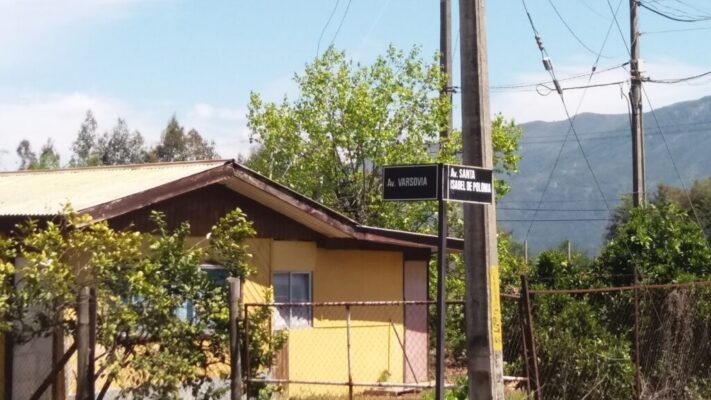 Av. VARSOVIA
Av. SANTA
ISABEL DE POLONIA